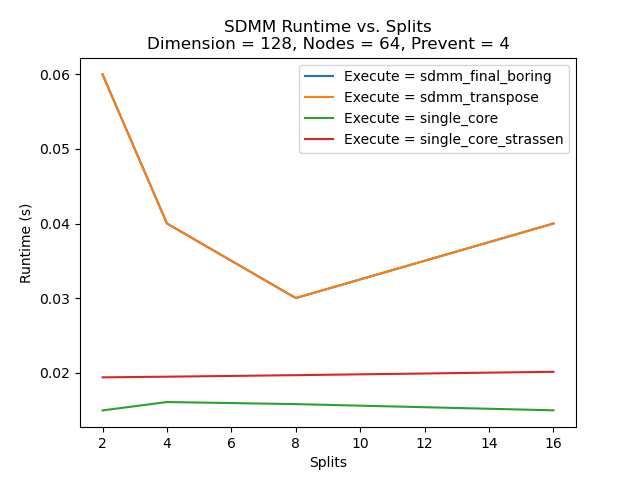 SDMM Runtime vs. Splits
Dimension = 128, Nodes = 64, Prevent = 4
Execute = sdmm_final_boring
Execute = sdmm_transpose
Execute = single_core
Execute = single_core_strassen
Runtime (s)
0.06
0.05
0.04
0.03
0.02
2 4 6 8 10 12 14 16
Splits